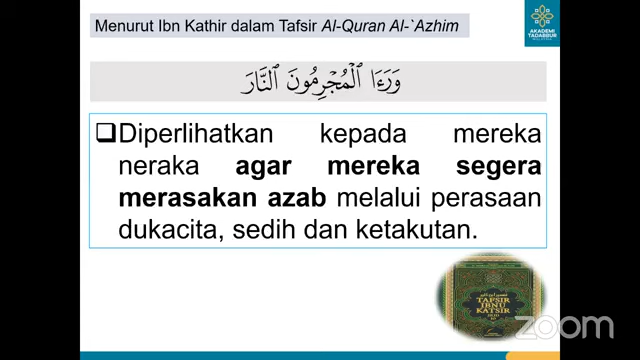 Menurut Ibn Kathir dalam Tafsir Al-Quran Al-`Azhim
AKADEMI
TADABBUR
MALAYSIA
وَرَءَا ٱلْمُجْرِمُونَ ٱلنَّارَ
❑Diperlihatkan kepada mereka
neraka agar mereka segera
merasakan azab melalui perasaan
dukacita, sedih dan ketakutan.
TAFSIR
IBNU
KATSIR
zoom